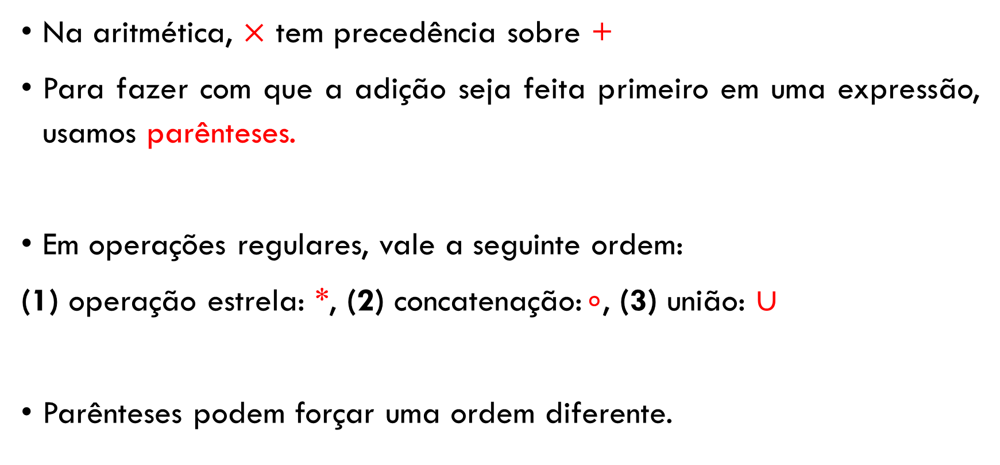 • Na aritmética, × tem precedência sobre +
• Para fazer com que a adição seja feita primeiro em uma expressão,
usamos parênteses.
• Em operações regulares, vale a seguinte ordem:
(1) operação estrela: *, (2) concatenação: ∘, (3) união: ∪
• Parênteses podem forçar uma ordem diferente.